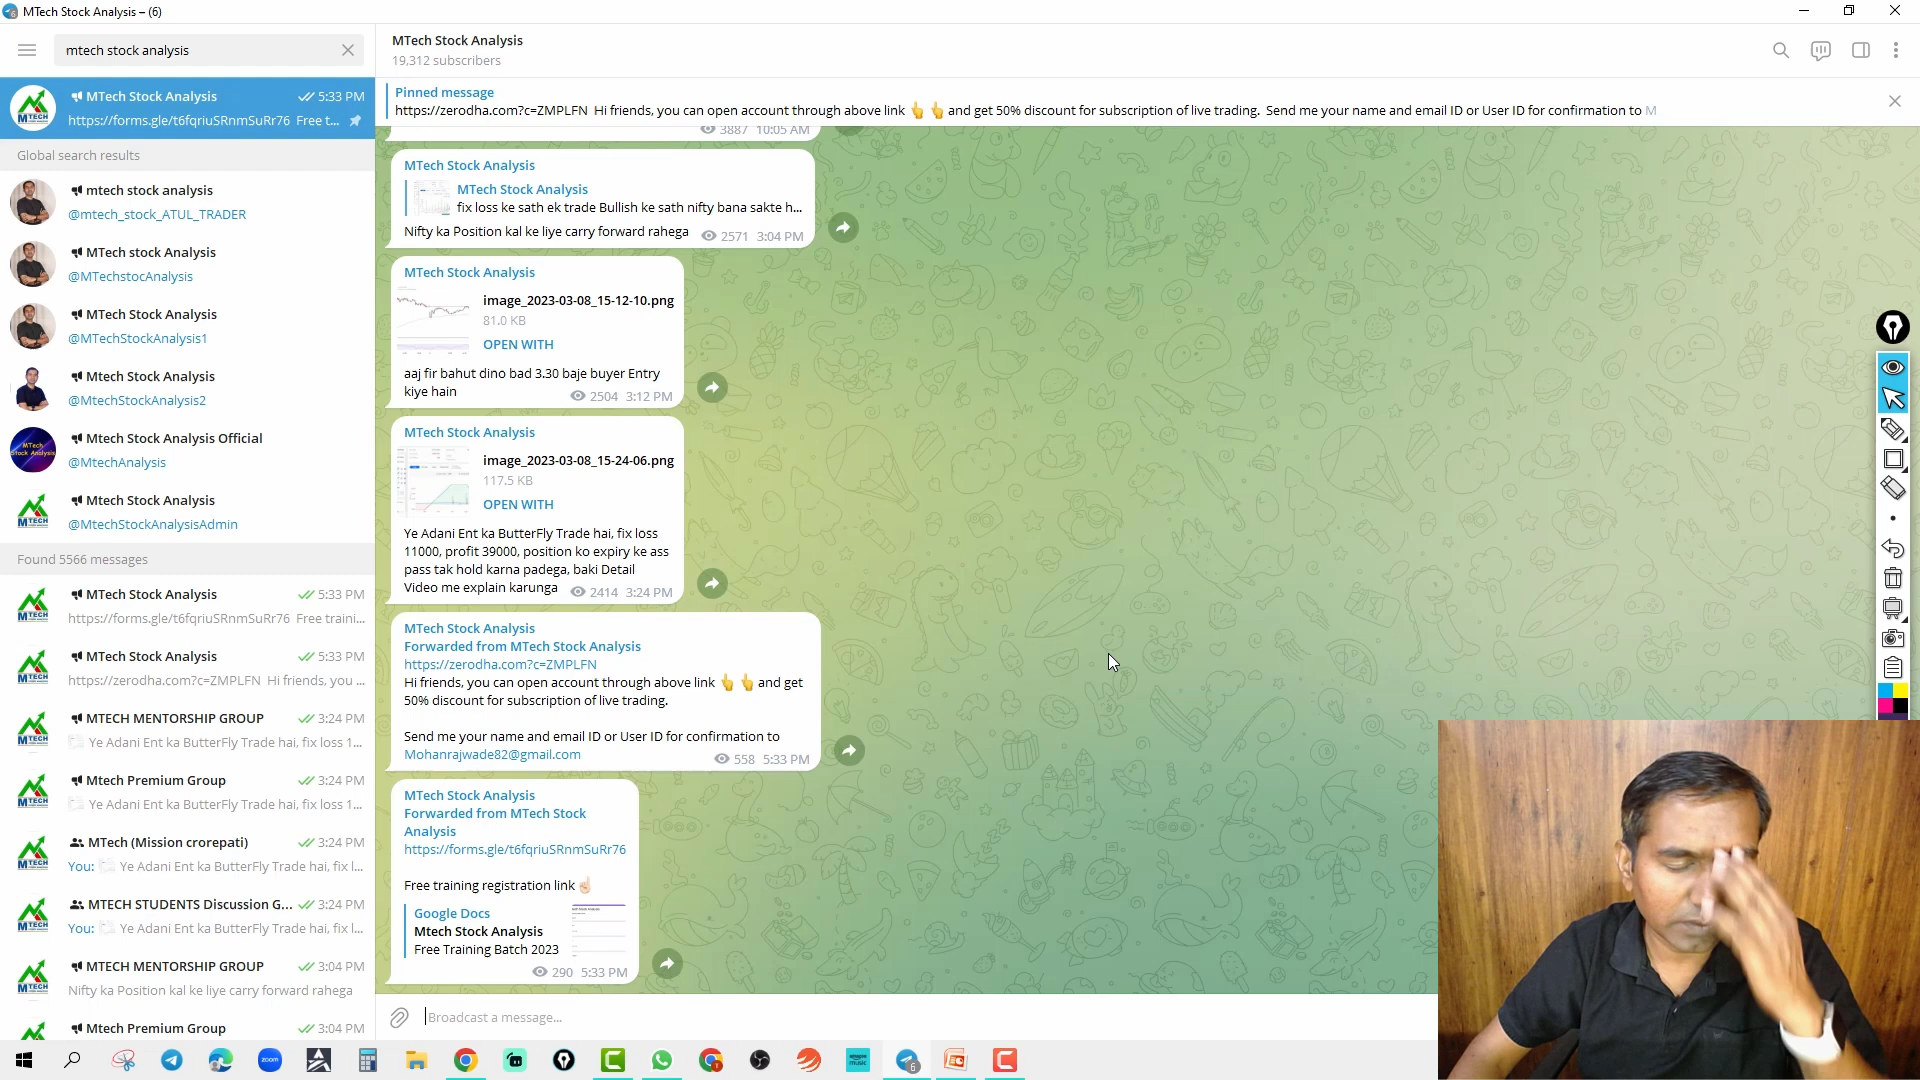 MTech Stock Analysis – (6)
mtech stock analysis
MTech Stock Analysis 5:33 PM
https://forms.gle/t6fqriuSRnmSuRr76 Free t...
Global search results
mtech stock analysis
@mtech_stock_ATUL_TRADER
MTech stock Analysis
@MTechstocAnalysis
MTech Stock Analysis
@MTechStockAnalysis1
Mtech Stock Analysis
@MtechStockAnalysis2
Mtech Stock Analysis Official
@MtechAnalysis
Mtech Stock Analysis
@MtechStockAnalysisAdmin
Found 5566 messages
MTech Stock Analysis 5:33 PM
https://forms.gle/t6fqriuSRnmSuRr76 Free traini...
MTech Stock Analysis 5:33 PM
https://zerodha.com?c=ZMPLFN Hi friends, you ...
MTECH MENTORSHIP GROUP 3:24 PM
Ye Adani Ent ka ButterFly Trade hai, fix loss 1...
Mtech Premium Group 3:24 PM
Ye Adani Ent ka ButterFly Trade hai, fix loss 1...
MTech (Mission crorepati) 3:24 PM
You: Ye Adani Ent ka ButterFly Trade hai, fix l...
MTECH STUDENTS Discussion G... 3:24 PM
You: Ye Adani Ent ka ButterFly Trade hai, fix l...
MTECH MENTORSHIP GROUP 3:04 PM
Nifty ka Position kal ke liye carry forward rahega
Mtech Premium Group 3:04 PM
MTech Stock Analysis
19,312 subscribers
Pinned message
https://zerodha.com?c=ZMPLFN Hi friends, you can open account through above link 👆 👆 and get 50% discount for subscription of live trading. Send me your name and email ID or User ID for confirmation to M
3887 10:05 AM
MTech Stock Analysis
MTech Stock Analysis
fix loss ke sath ek trade Bullish ke sath nifty bana sakte h...
Nifty ka Position kal ke liye carry forward rahega 2571 3:04 PM
MTech Stock Analysis
image_2023-03-08_15-12-10.png
81.0 KB
OPEN WITH
aaj fir bahut dino bad 3.30 baje buyer Entry
kiye hain 2504 3:12 PM
MTech Stock Analysis
image_2023-03-08_15-24-06.png
117.5 KB
OPEN WITH
Ye Adani Ent ka ButterFly Trade hai, fix loss
11000, profit 39000, position ko expiry ke ass
pass tak hold karna padega, baki Detail
Video me explain karunga 2414 3:24 PM
MTech Stock Analysis
Forwarded from MTech Stock Analysis
https://zerodha.com?c=ZMPLFN
Hi friends, you can open account through above link 👆 👆 and get
50% discount for subscription of live trading.
Send me your name and email ID or User ID for confirmation to
Mohanrajwade82@gmail.com 558 5:33 PM
MTech Stock Analysis
Forwarded from MTech Stock
Analysis
https://forms.gle/t6fqriuSRnmSuRr76
Free training registration link ☝
Google Docs
Mtech Stock Analysis
Free Training Batch 2023
290 5:33 PM
Broadcast a message...